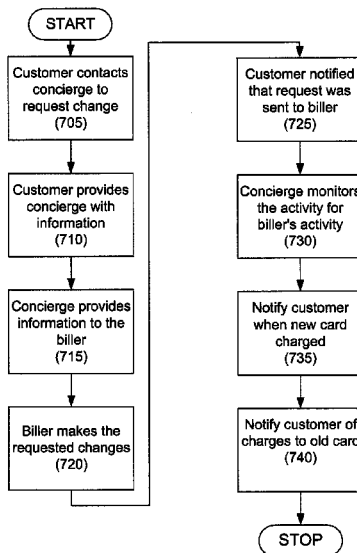 START
Customer contacts
concierge to
request change
(705)
Customer provides
concierge with
information
(710)
Concierge provides
information to the
biller
(715)
Biller makes the
requested changes
(720)
Customer notified
that request was
sent to biller
(725)
Concierge monitors
the activity for
biller's activity
(730)
Notify customer
when new card
charged
(735)
Notify customer of
charges to old card
(740)
STOP